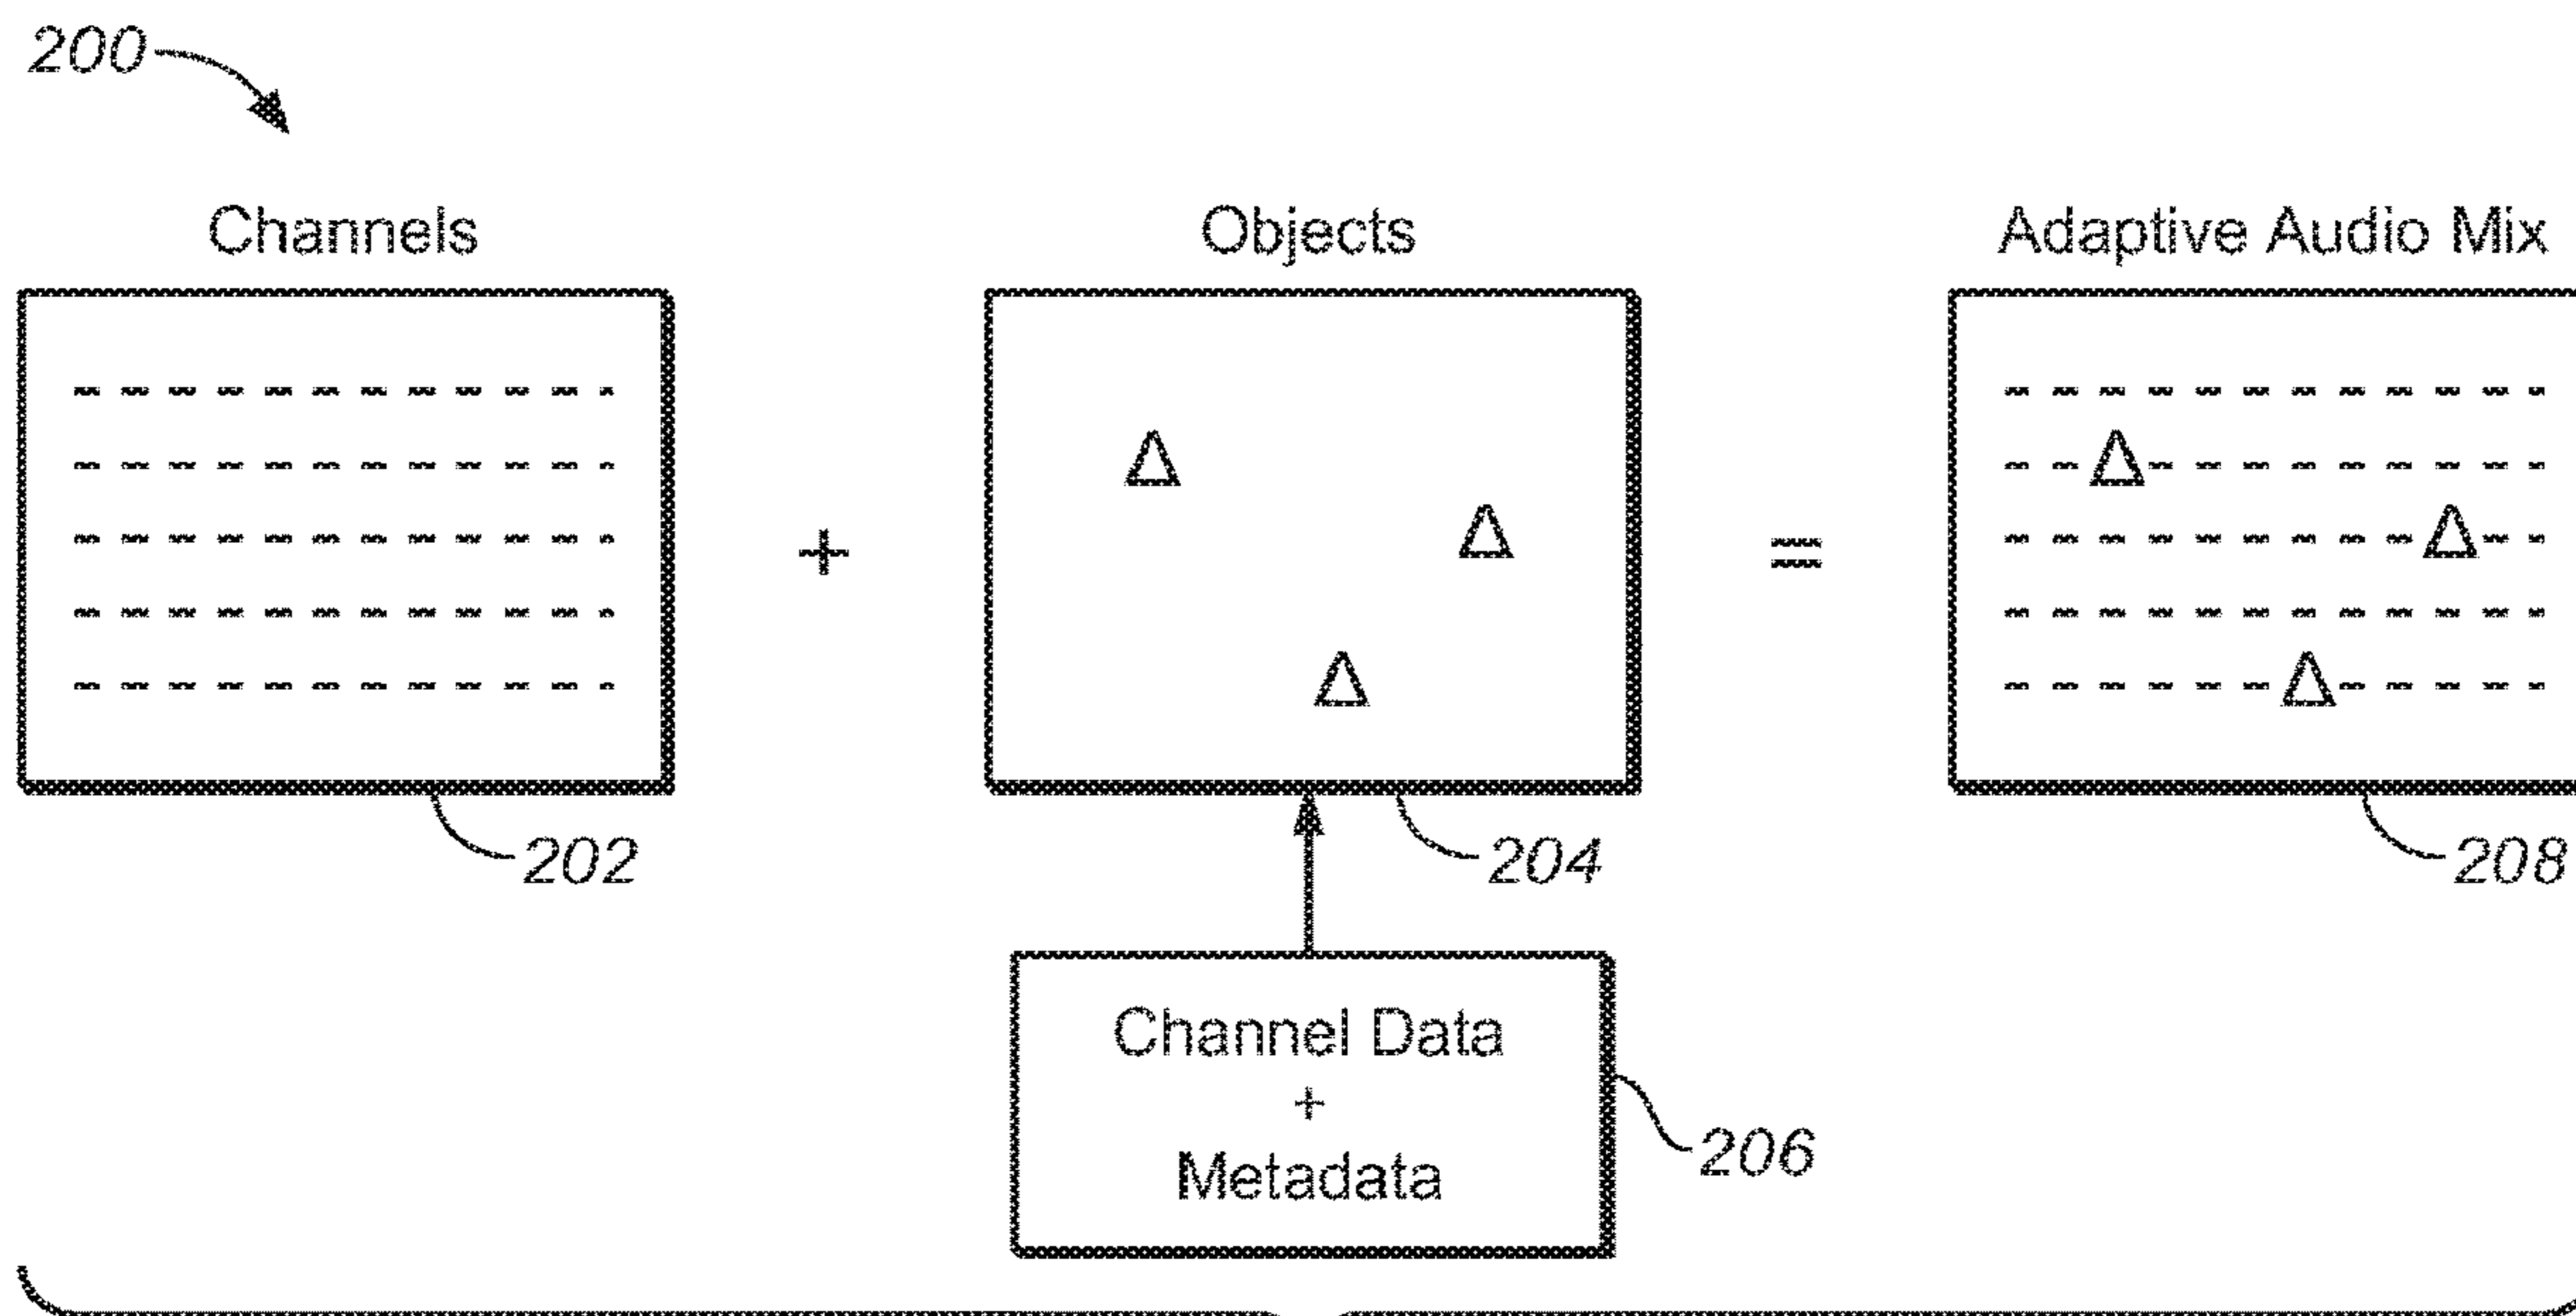 200
Channels
Objects
Adaptive Audio Mix
+
=
202
204
208
Channel Data
+
Metadata
206